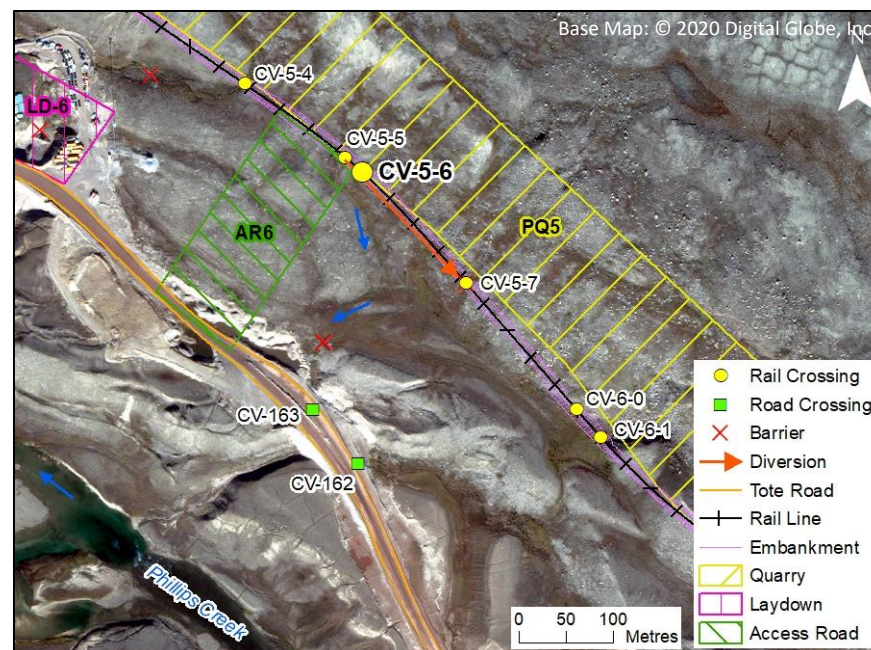 Base Map: © 2020 Digital Globe, Inc
N
CV-5-4
LD-6
CV-5-5
CV-5-6
AR6
PQ5
CV-5-7
CV-6-0
CV-163
CV-6-1
CV-162
Phillips Creek
Rail Crossing
Road Crossing
Barrier
Diversion
Tote Road
Rail Line
Embankment
Quarry
Laydown
Access Road
0 50 100
Metres